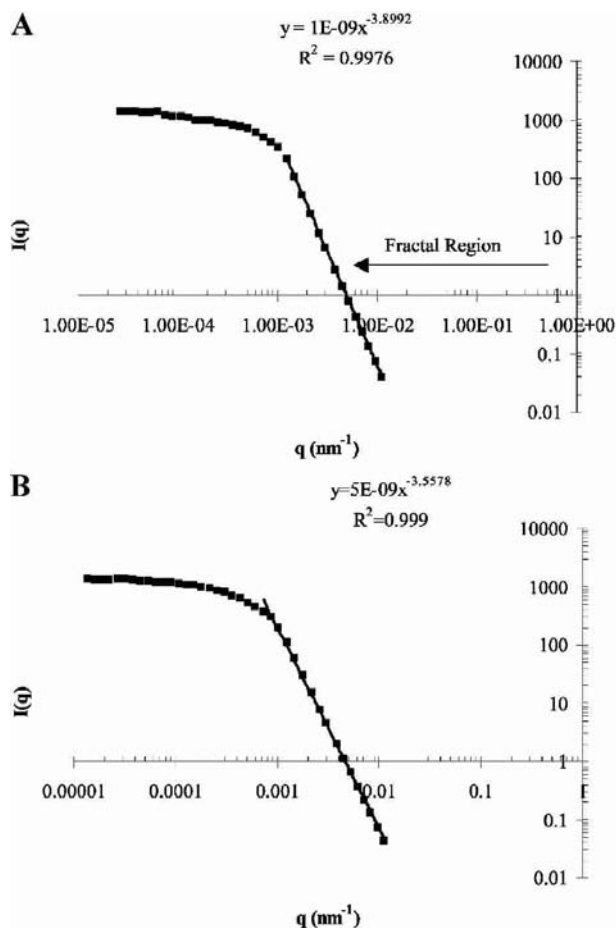 A
y = 1E-09x^-3.8992
R^2 = 0.9976
10000
1000
100
10
1
0.1
0.01
I(q)
Fractal Region
1.00E-05 1.00E-04 1.00E-03 1.00E-02 1.00E-01 1.00E+00
q (nm^-1)
B
y=5E-09x^-3.5578
R^2=0.999
10000
1000
100
10
1
0.1
0.01
I(q)
0.00001 0.0001 0.001 0.01 0.1
q (nm^-1)